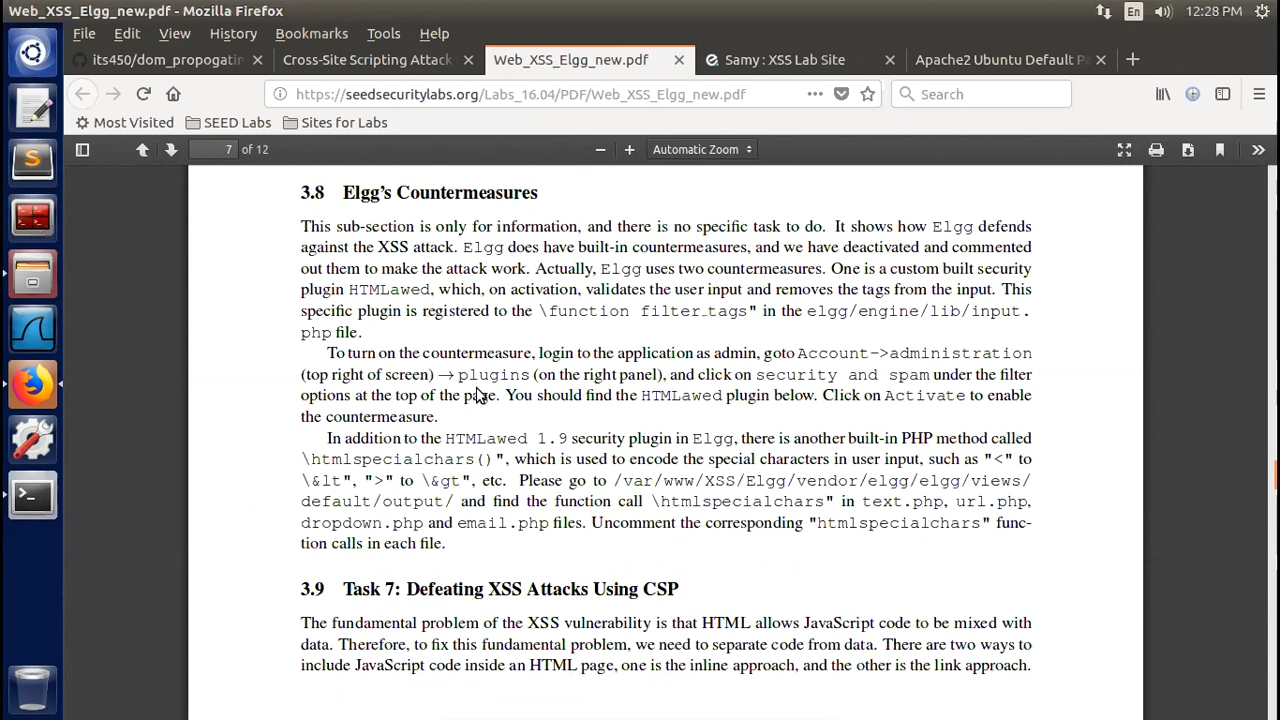 Web_XSS_Elgg_new.pdf - Mozilla Firefox
En 12:28 PM
File Edit View History Bookmarks Tools Help
its450/dom_propogatin
Cross-Site Scripting Attack
Web_XSS_Elgg_new.pdf
Samy : XSS Lab Site
Apache2 Ubuntu Default Pa
https://seedsecuritylabs.org/Labs_16.04/PDF/Web_XSS_Elgg_new.pdf
Search
Most Visited SEED Labs Sites for Labs
7 of 12
Automatic Zoom
3.8 Elgg's Countermeasures
This sub-section is only for information, and there is no specific task to do. It shows how Elgg defends
against the XSS attack. Elgg does have built-in countermeasures, and we have deactivated and commented
out them to make the attack work. Actually, Elgg uses two countermeasures. One is a custom built security
plugin HTMLawed, which, on activation, validates the user input and removes the tags from the input. This
specific plugin is registered to the \function filter_tags" in the elgg/engine/lib/input.
php file.
To turn on the countermeasure, login to the application as admin, goto Account->administration
(top right of screen) → plugins (on the right panel), and click on security and spam under the filter
options at the top of the page. You should find the HTMLawed plugin below. Click on Activate to enable
the countermeasure.
In addition to the HTMLawed 1.9 security plugin in Elgg, there is another built-in PHP method called
\htmlspecialchars()", which is used to encode the special characters in user input, such as "<" to
\&lt", ">" to \&gt", etc. Please go to /var/www/XSS/Elgg/vendor/elgg/elgg/views/
default/output/ and find the function call \htmlspecialchars" in text.php, url.php,
dropdown.php and email.php files. Uncomment the corresponding "htmlspecialchars" func-
tion calls in each file.
3.9 Task 7: Defeating XSS Attacks Using CSP
The fundamental problem of the XSS vulnerability is that HTML allows JavaScript code to be mixed with
data. Therefore, to fix this fundamental problem, we need to separate code from data. There are two ways to
include JavaScript code inside an HTML page, one is the inline approach, and the other is the link approach.